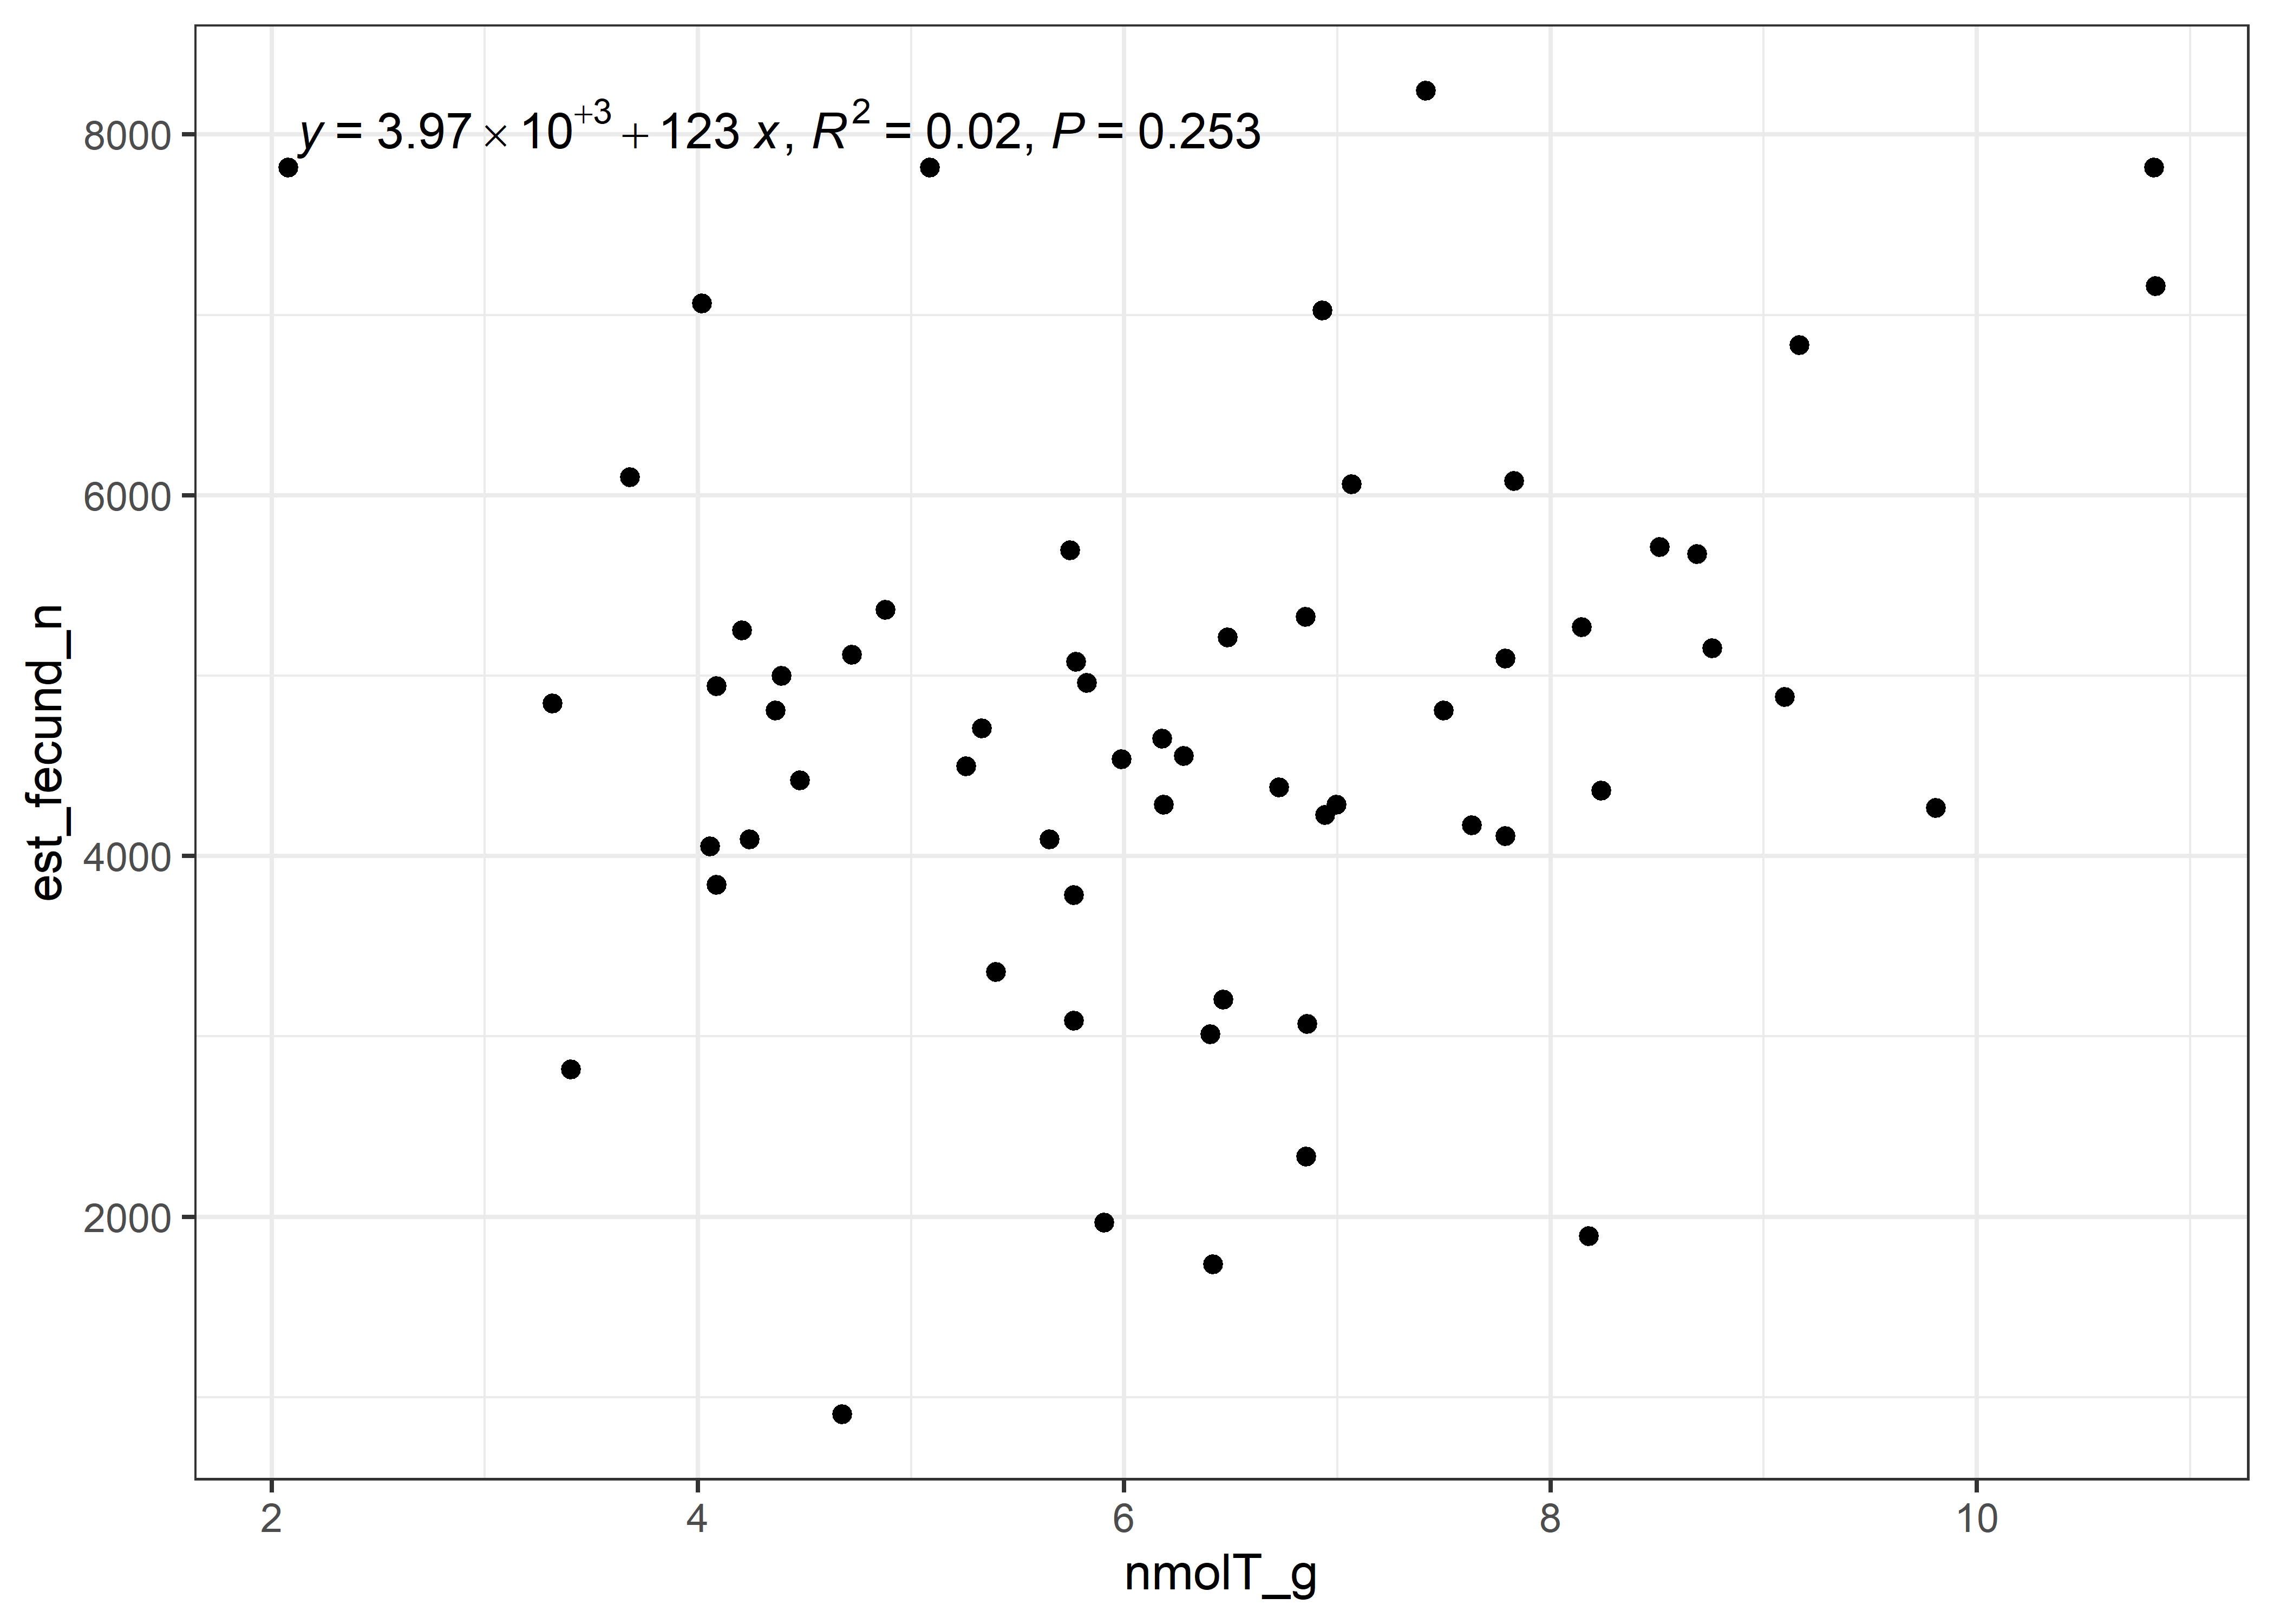 y = 3.97 × 10⁺³ + 123 x, R² = 0.02, P = 0.253
8000
6000
4000
2000
est_fecund_n
2 4 6 8 10
nmolT_g